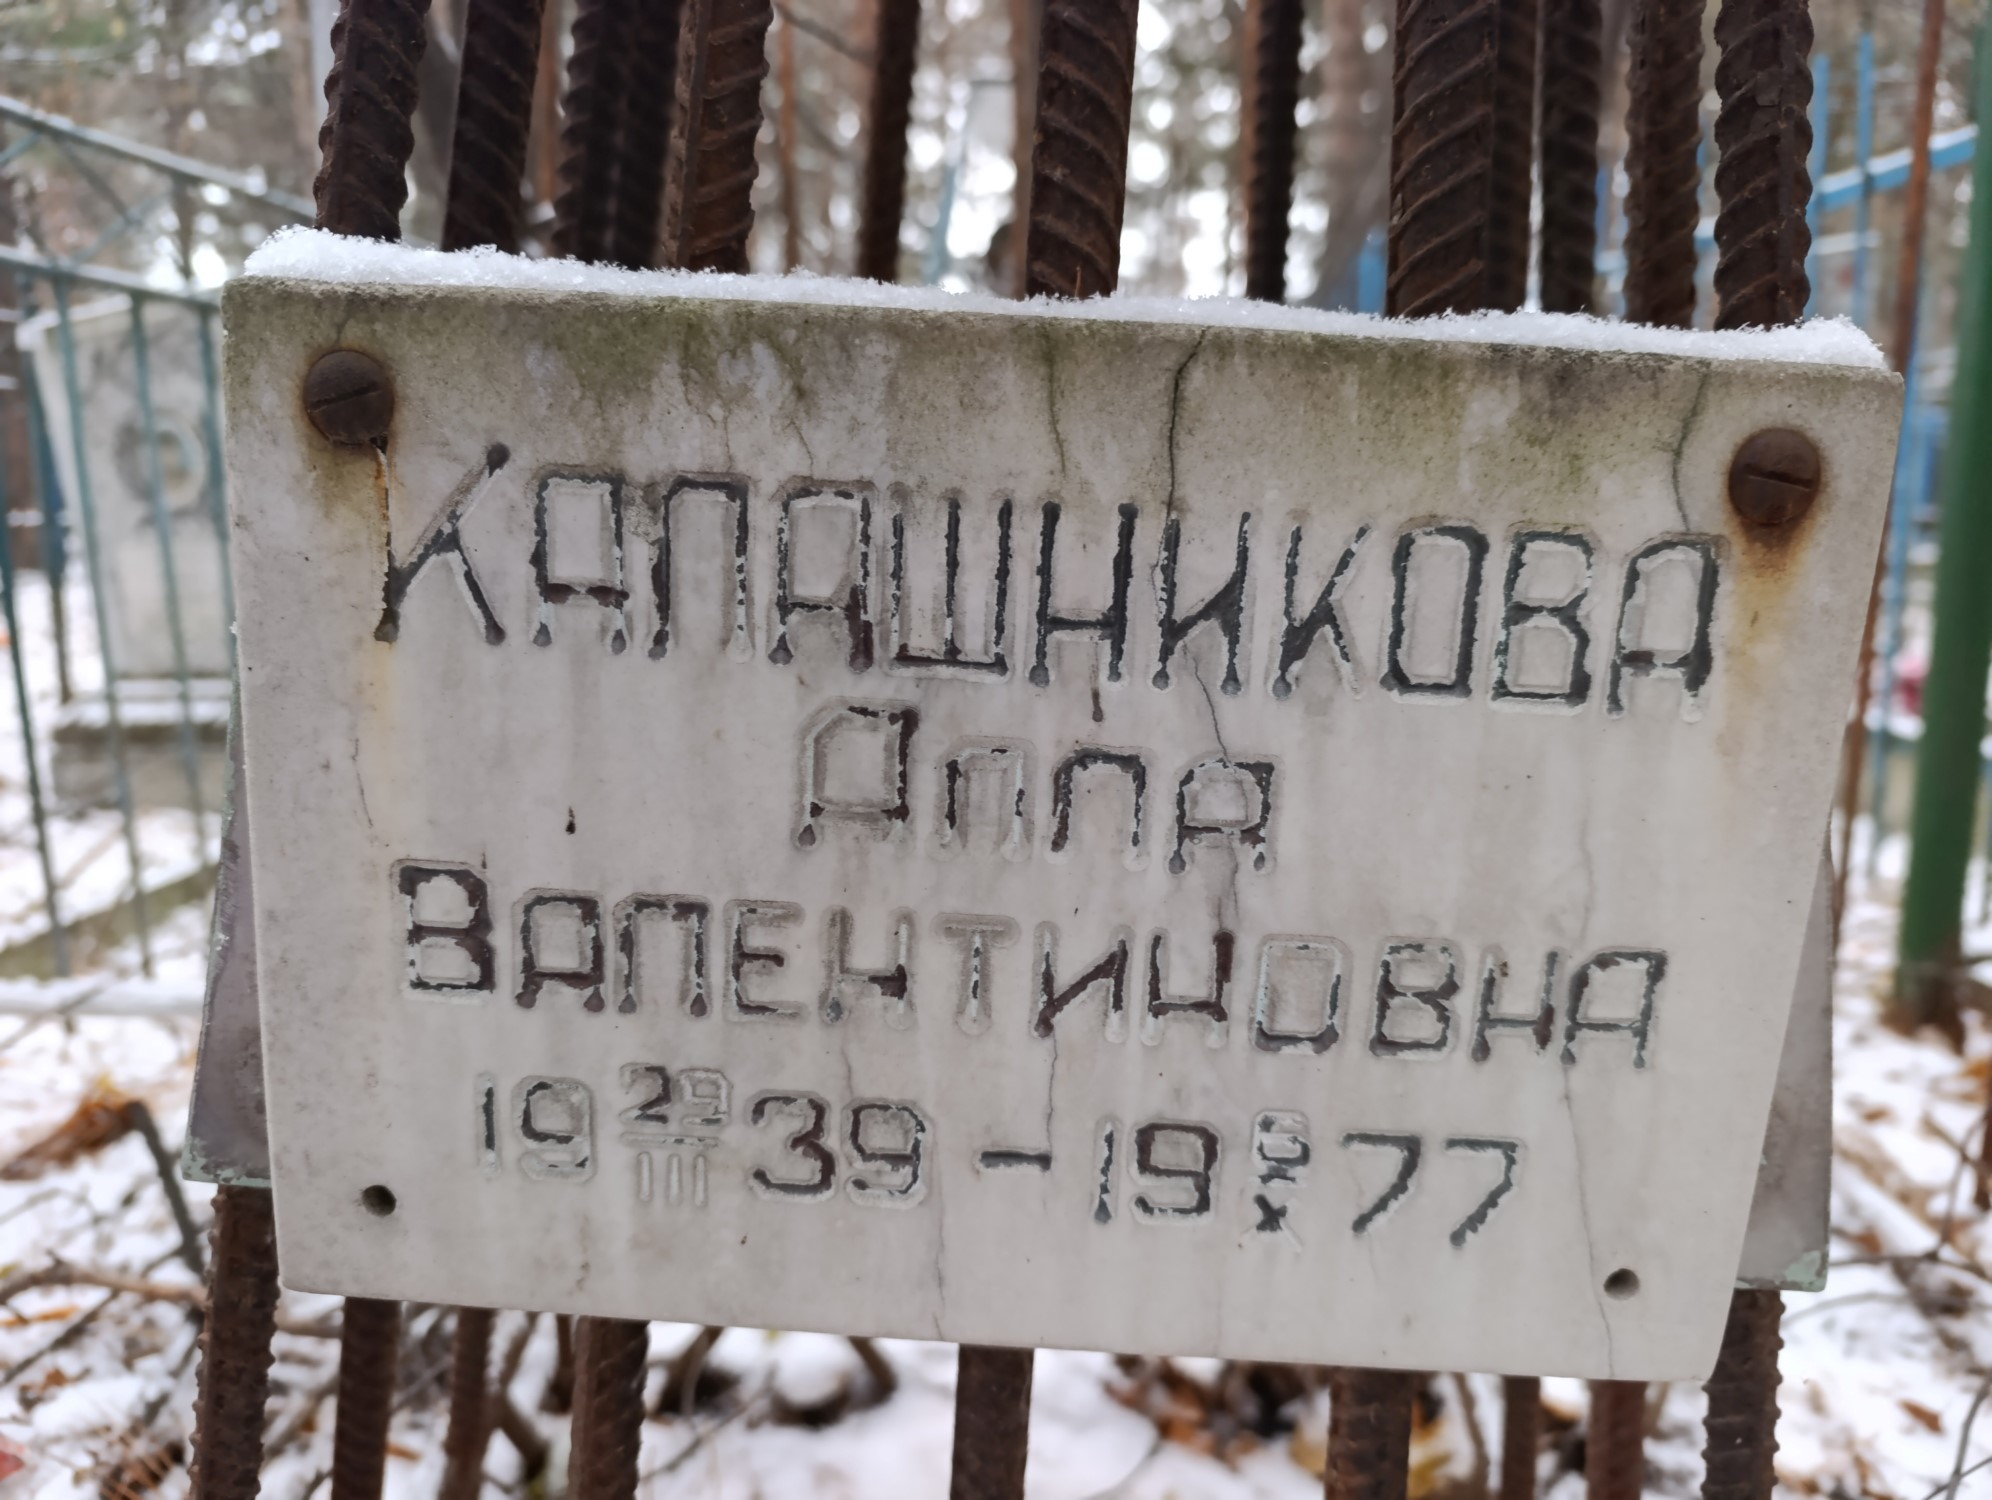 КАЛАШНИКОВА
Алла
ВАЛЕНТИНОВНА
19 29/III 39 - 19 6/X 77